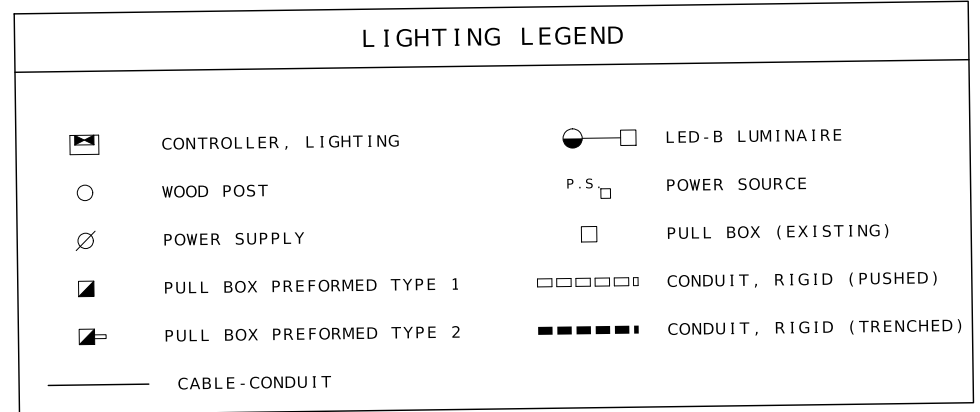 LIGHTING LEGEND
CONTROLLER, LIGHTING
WOOD POST
POWER SUPPLY
PULL BOX PREFORMED TYPE 1
PULL BOX PREFORMED TYPE 2
CABLE-CONDUIT
LED-B LUMINAIRE
P.S. POWER SOURCE
PULL BOX (EXISTING)
CONDUIT, RIGID (PUSHED)
CONDUIT, RIGID (TRENCHED)